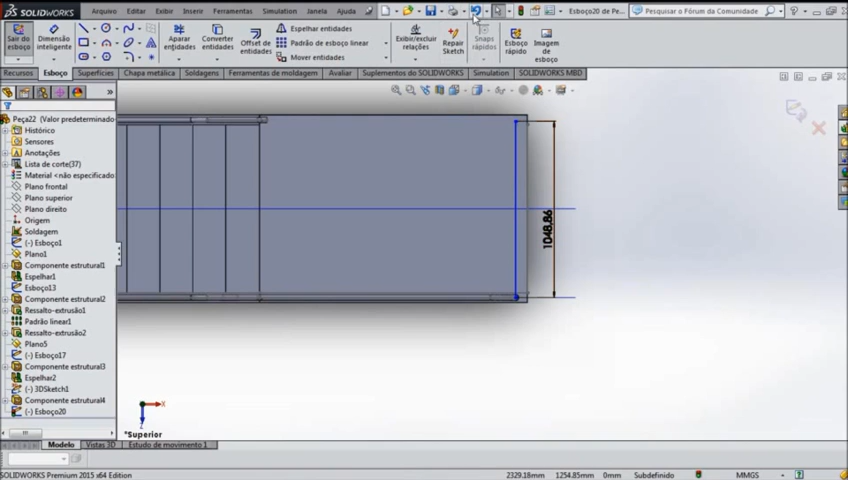 SOLIDWORKS Arquivo Editar Exibir Inserir Ferramentas Simulation Janela Ajuda Esboço20 de Pe... Pesquisar o Fórum da Comunidade
Sair do esboço
Dimensão inteligente
Aparar entidades
Converter entidades
Offset de entidades
Espelhar entidades
Padrão de esboço linear
Mover entidades
Exibir/excluir relações
Repair Sketch
Snaps rápidos
Esboço rápido
Imagem de esboço
Recursos Esboço Superfícies Chapa metálica Soldagens Ferramentas de moldagem Avaliar Suplementos do SOLIDWORKS Simulation SOLIDWORKS MBD
Peça22 (Valor predeterminado
Histórico
Sensores
Anotações
Lista de corte(37)
Material <não especificado
Plano frontal
Plano superior
Plano direito
Origem
Soldagem
(-) Esboço1
Plano1
Componente estrutural1
Espelhar1
Esboço13
Componente estrutural2
Ressalto-extrusão1
Padrão linear1
Ressalto-extrusão2
Plano5
(-) Esboço17
Componente estrutural3
Espelhar2
(-) 3DSketch1
Componente estrutural4
(-) Esboço20
1048,86
X
Z
*Superior
Modelo Vistas 3D Estudo de movimento 1
SOLIDWORKS Premium 2015 x64 Edition 2329.18mm 1254.85mm 0mm Subdefinido MMGS